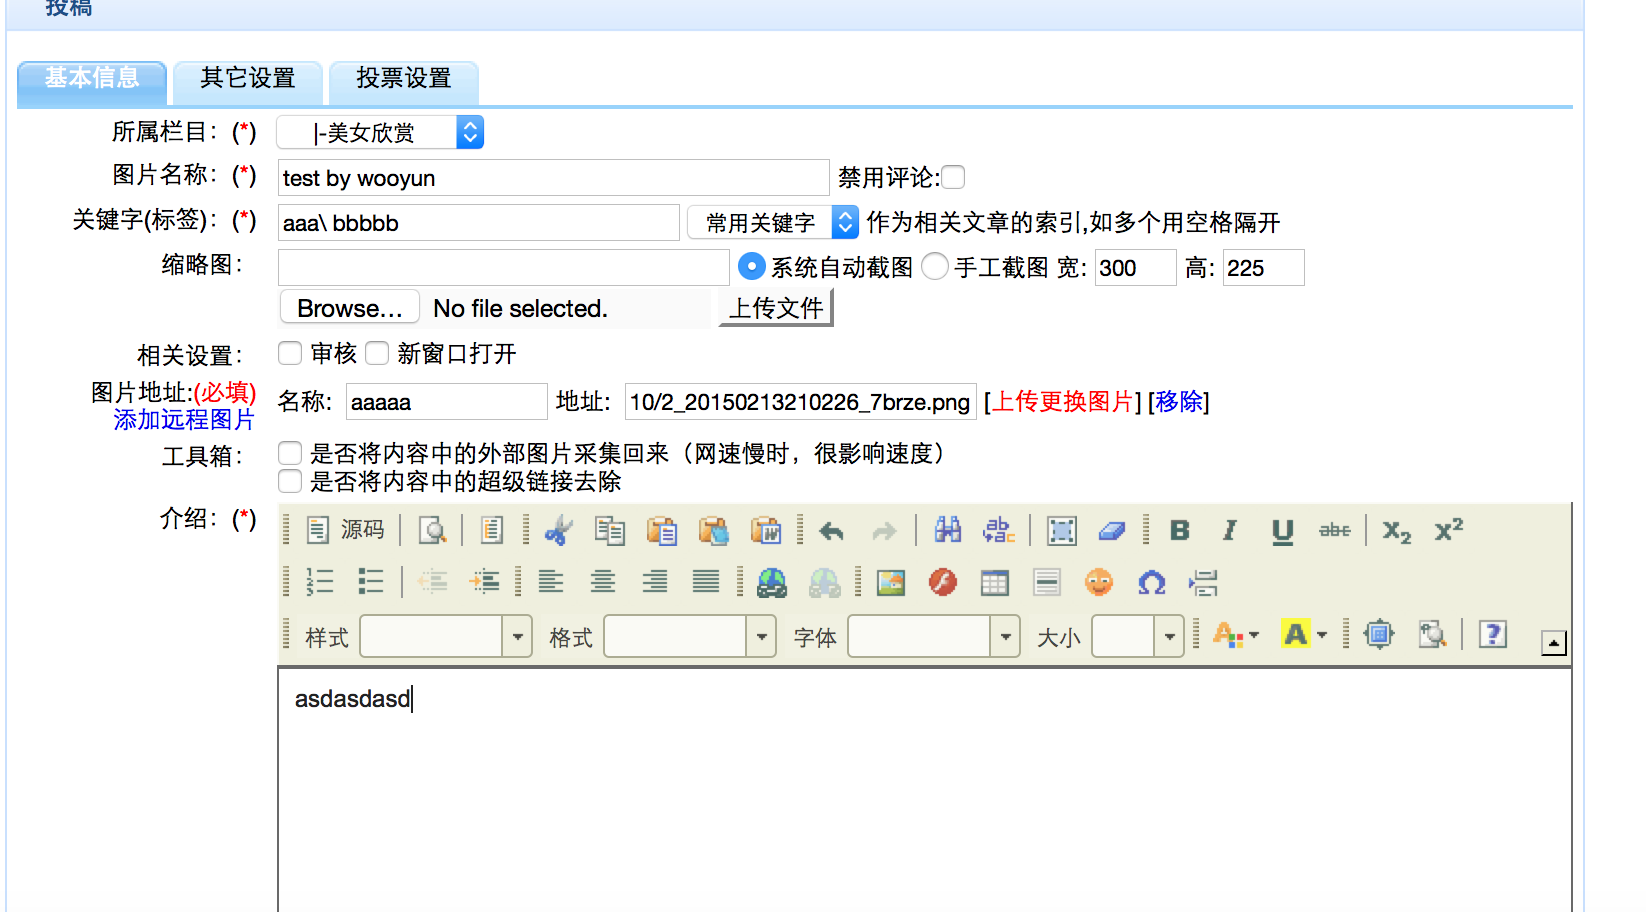 投稿
基本信息 其它设置 投票设置
所属栏目：(*) |-美女欣赏
图片名称：(*) test by wooyun 禁用评论:
关键字(标签)：(*) aaa\ bbbbb 常用关键字 作为相关文章的索引,如多个用空格隔开
缩略图： 系统自动截图 手工截图 宽: 300 高: 225
Browse... No file selected. 上传文件
相关设置： 审核 新窗口打开
图片地址:(必填) 名称: aaaaa 地址: 10/2_20150213210226_7brze.png [上传更换图片] [移除]
添加远程图片
工具箱： 是否将内容中的外部图片采集回来（网速慢时，很影响速度）
是否将内容中的超级链接去除
介绍：(*) 源码 B I U abc X₂ X²
样式 格式 字体 大小 A A ?
asdasdasd